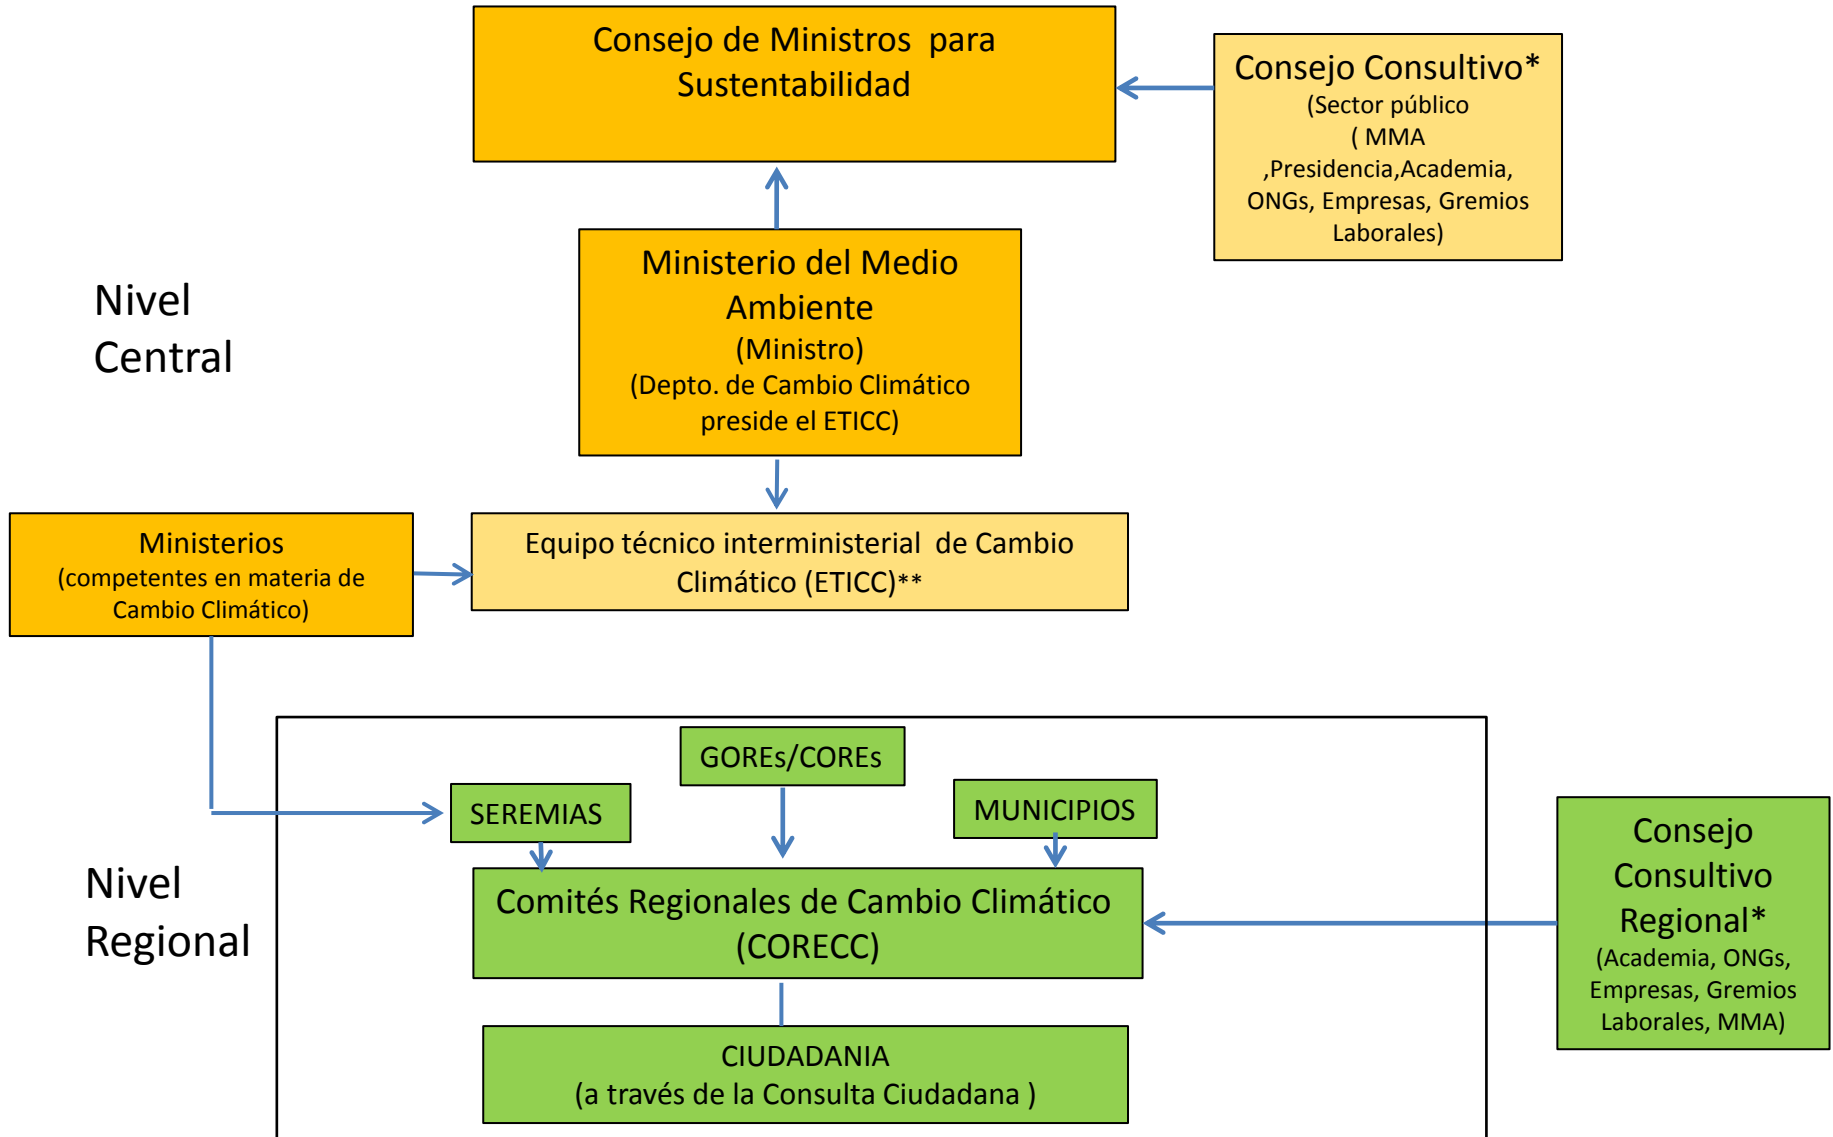 Consejo de Ministros  para
Sustentabilidad
Consejo Consultivo*
(Sector público
( MMA
,Presidencia,Academia,
ONGs, Empresas, Gremios
Laborales)
Nivel
Central
Ministerio del Medio
Ambiente
(Ministro)
(Depto. de Cambio Climático
preside el ETICC)
Ministerios
(competentes en materia de
Cambio Climático)
Equipo técnico interministerial  de Cambio
Climático (ETICC)**
Nivel
Regional
GOREs/COREs
SEREMIAS
MUNICIPIOS
Comités Regionales de Cambio Climático
(CORECC)
Consejo
Consultivo
Regional*
(Academia, ONGs,
Empresas, Gremios
Laborales, MMA)
CIUDADANIA
(a través de la Consulta Ciudadana )